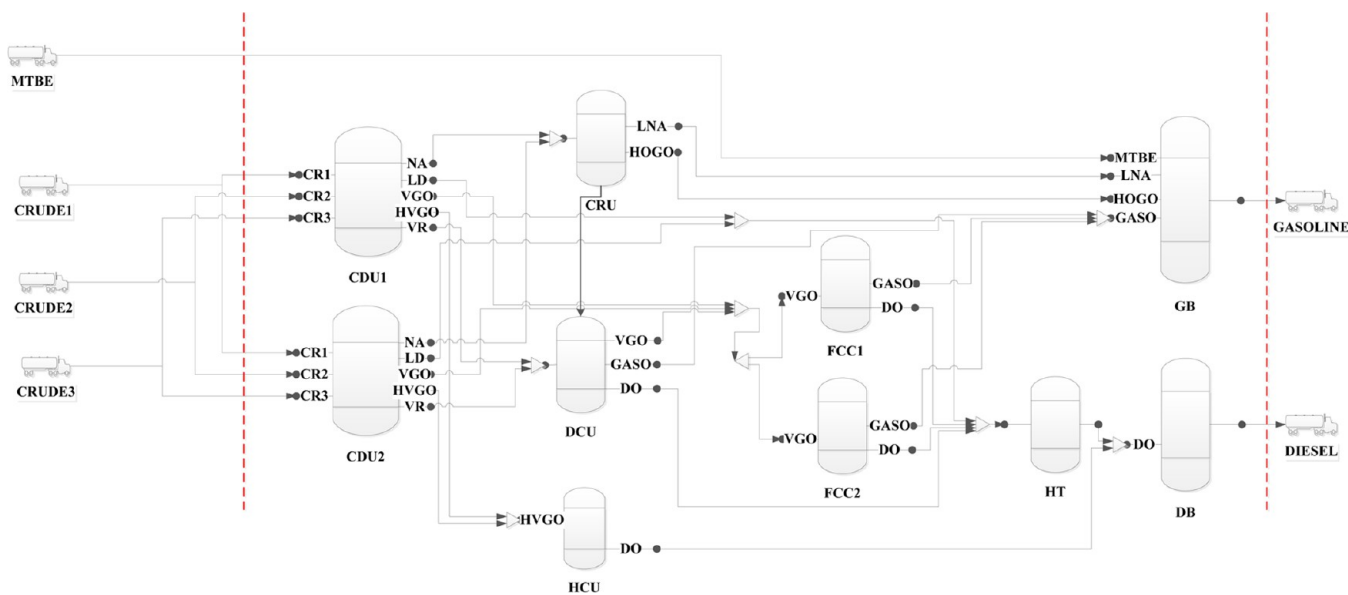 MTBE
CRUDE1
CRUDE2
CRUDE3
CR1
CR2
CR3
NA
LD
VGO
HVGO
VR
CDU1
CR1
CR2
CR3
NA
LD
VGO
HVGO
VR
CDU2
LNA
HOGO
CRU
VGO
GASO
DO
DCU
HVGO
DO
HCU
VGO
GASO
DO
FCC1
VGO
GASO
DO
FCC2
HT
MTBE
LNA
HOGO
GASO
GB
DO
DB
GASOLINE
DIESEL